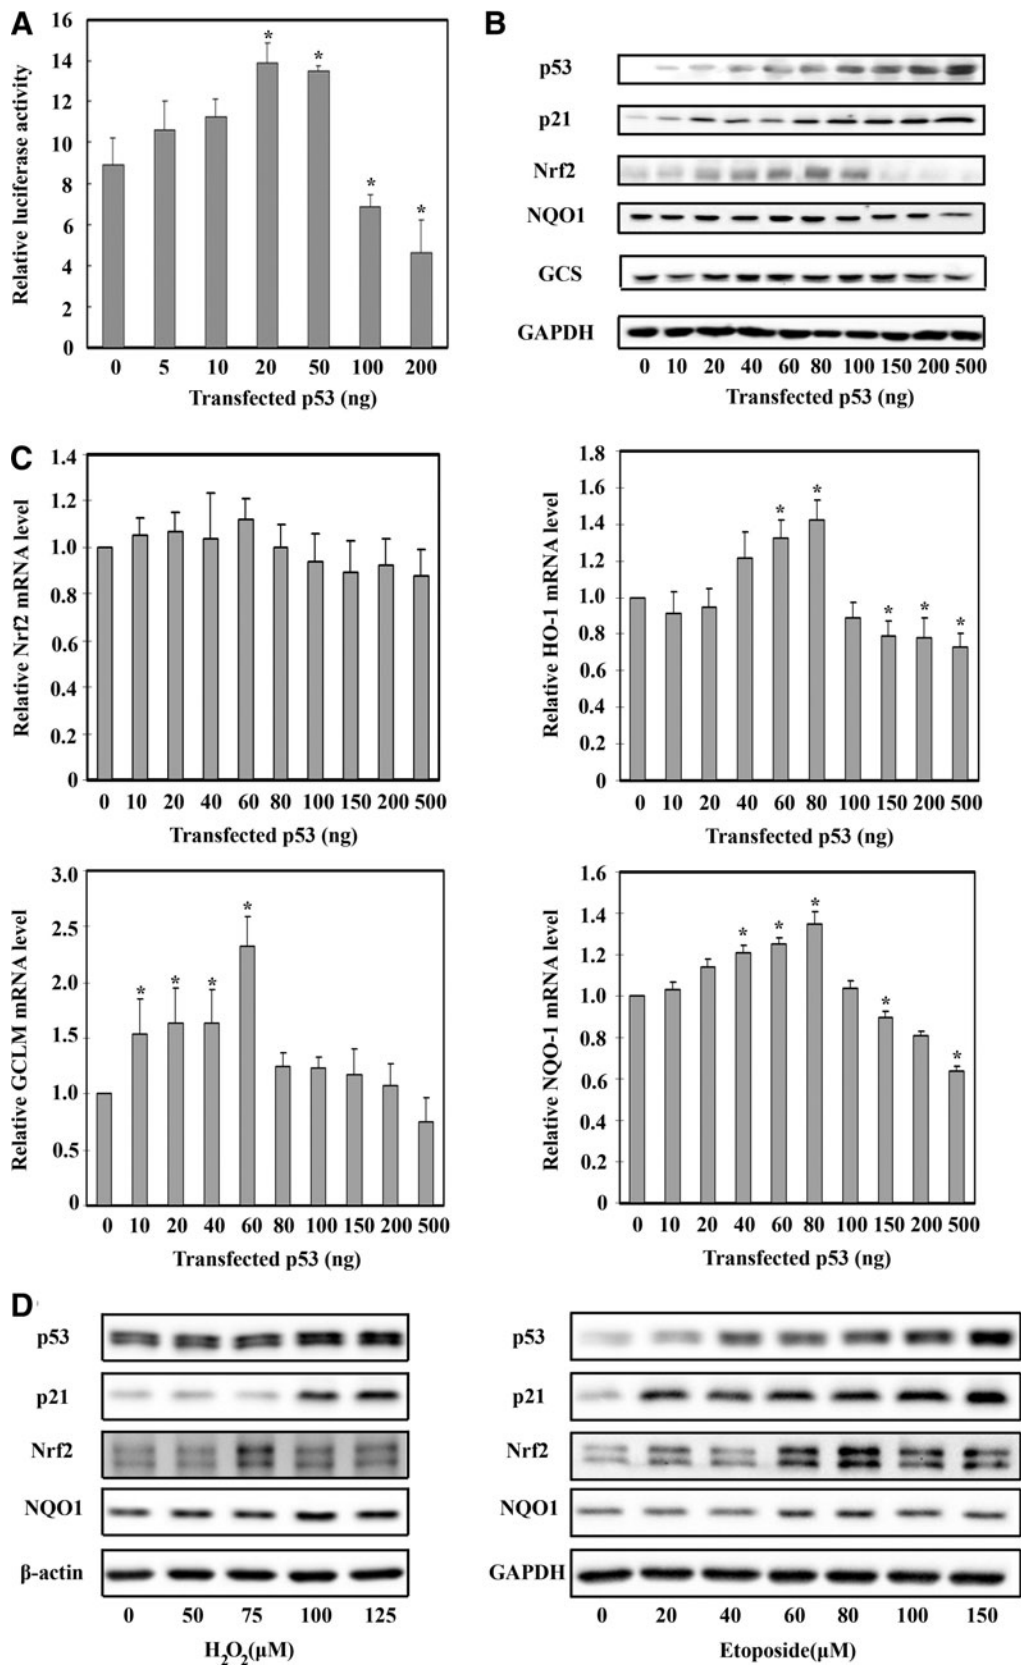 A
16
14
12
10
8
6
4
2
0
Relative luciferase activity
* * * *
0 5 10 20 50 100 200
Transfected p53 (ng)
B
p53
p21
Nrf2
NQO1
GCS
GAPDH
0 10 20 40 60 80 100 150 200 500
Transfected p53 (ng)
C
1.4
1.2
1.0
0.8
0.6
0.4
0.2
0
Relative Nrf2 mRNA level
0 10 20 40 60 80 100 150 200 500
Transfected p53 (ng)
1.8
1.6
1.4
1.2
1.0
0.8
0.6
0.4
0.2
0
Relative HO-1 mRNA level
* * * * *
0 10 20 40 60 80 100 150 200 500
Transfected p53 (ng)
3.0
2.5
2.0
1.5
1.0
0.5
0
Relative GCLM mRNA level
* * * *
0 10 20 40 60 80 100 150 200 500
Transfected p53 (ng)
1.6
1.4
1.2
1.0
0.8
0.6
0.4
0.2
0
Relative NQO-1 mRNA level
* * * * *
0 10 20 40 60 80 100 150 200 500
Transfected p53 (ng)
D
p53
p21
Nrf2
NQO1
β-actin
0 50 75 100 125
H₂O₂(μM)
p53
p21
Nrf2
NQO1
GAPDH
0 20 40 60 80 100 150
Etoposide(μM)